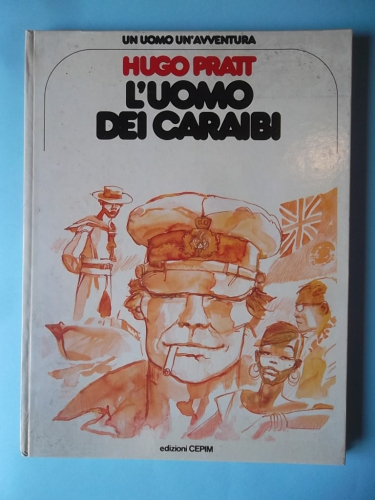 UN UOMO UN'AVVENTURA
HUGO PRATT
L'UOMO
DEI CARAIBI
edizioni CEPIM